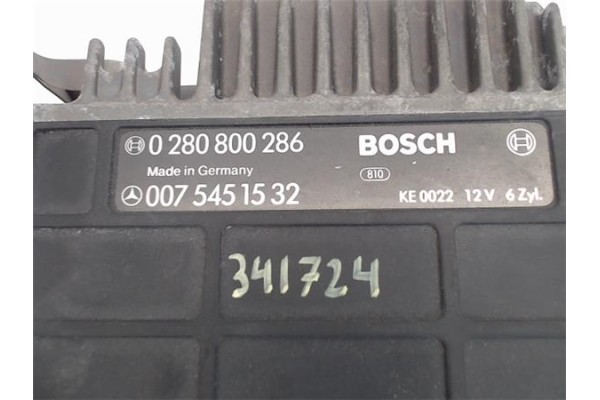 0 280 800 286 BOSCH
Made in Germany 810
007 545 15 32 KE 0022 12 V 6 Zyl.
341724